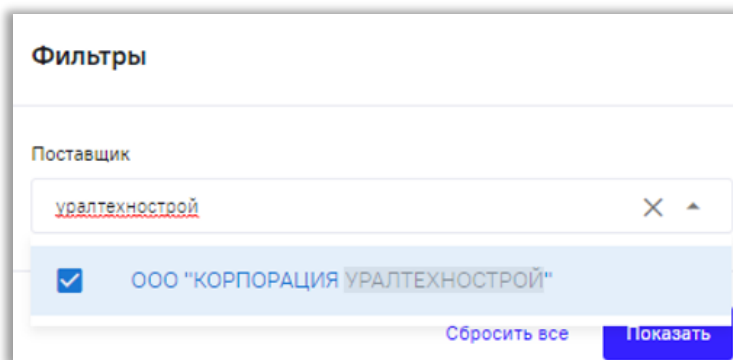 Фильтры
Поставщик
уралтехнострой
ООО "КОРПОРАЦИЯ УРАЛТЕХНОСТРОЙ"
Сбросить все
Показать